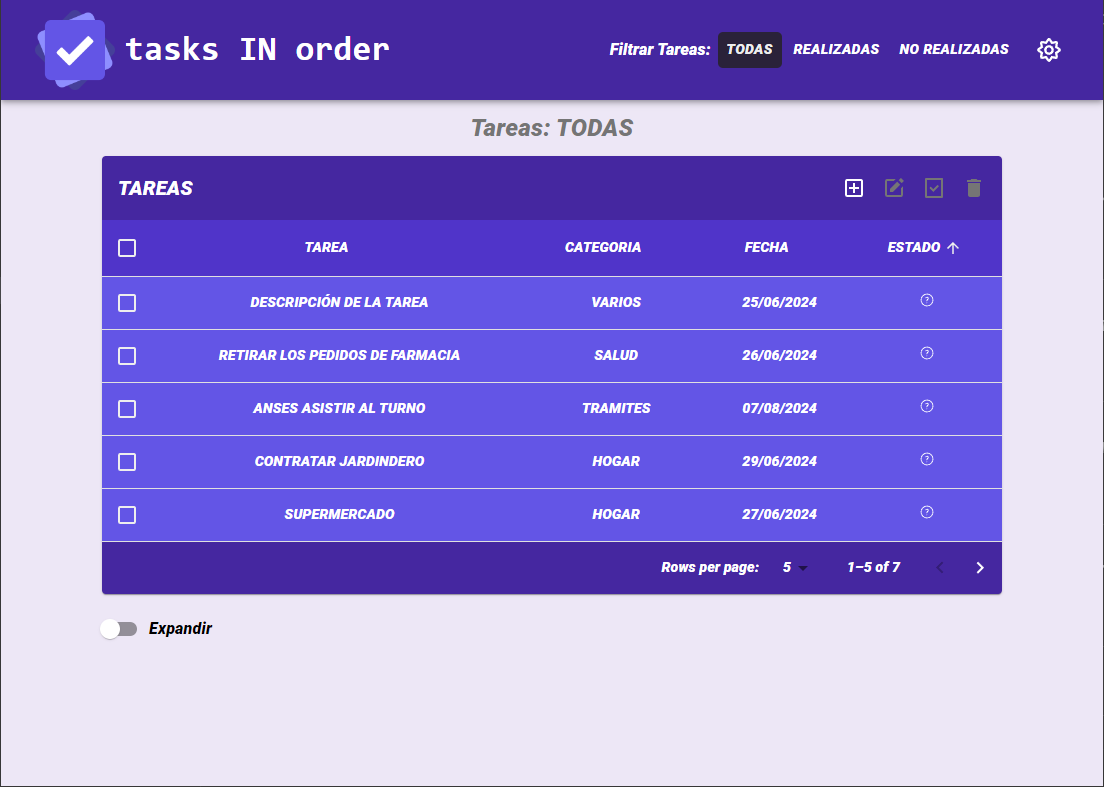 tasks IN order
Filtrar Tareas: TODAS REALIZADAS NO REALIZADAS
Tareas: TODAS
TAREAS
TAREA CATEGORIA FECHA ESTADO
DESCRIPCIÓN DE LA TAREA VARIOS 25/06/2024
RETIRAR LOS PEDIDOS DE FARMACIA SALUD 26/06/2024
ANSES ASISTIR AL TURNO TRAMITES 07/08/2024
CONTRATAR JARDINDERO HOGAR 29/06/2024
SUPERMERCADO HOGAR 27/06/2024
Rows per page: 5 1–5 of 7
Expandir